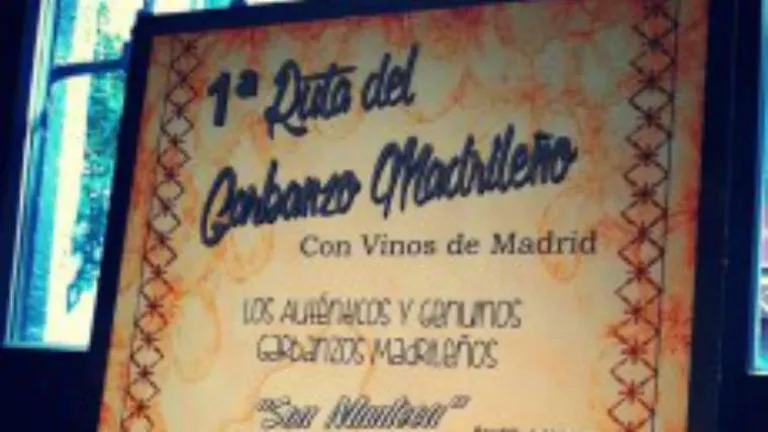 1ª Ruta del
Garbanzo Madrileño
Con Vinos de Madrid
Los Auténticos y Genuinos
Garbanzos Madrileños